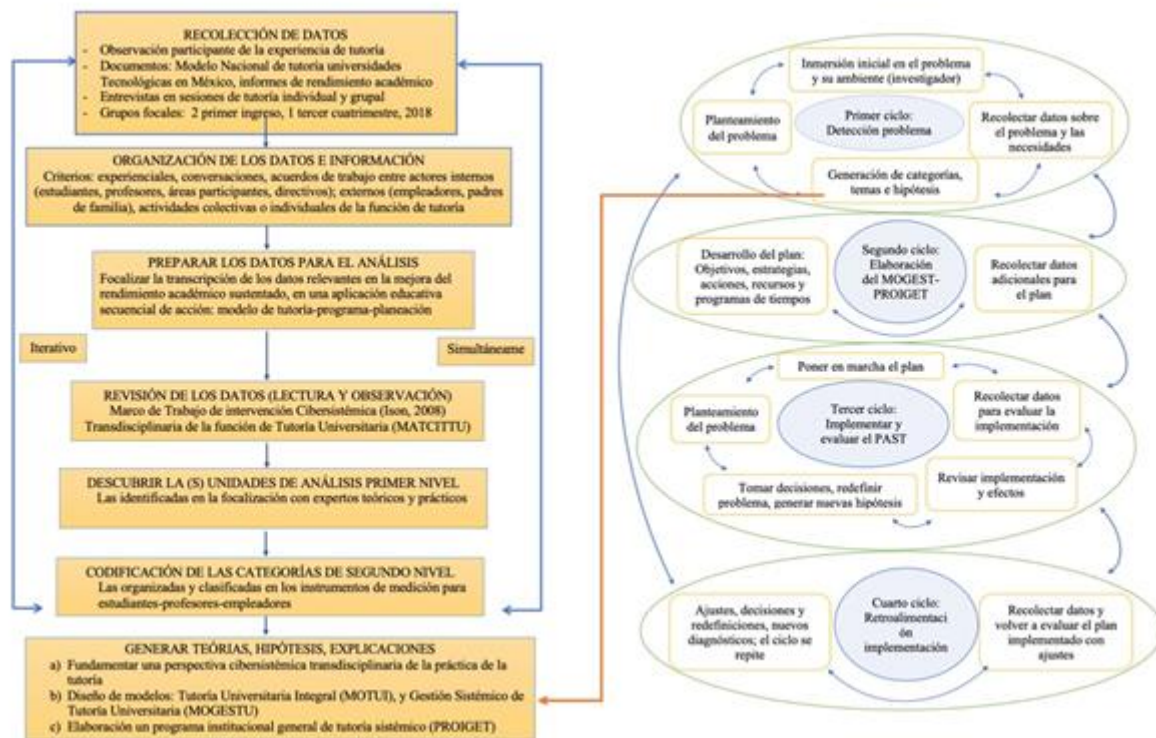 RECOLECCIÓN DE DATOS
- Observación participante de la experiencia de tutoría
- Documentos: Modelo Nacional de tutoría universidades
Tecnológicas en México, informes de rendimiento académico
- Entrevistas en sesiones de tutoría individual y grupal
- Grupos focales: 2 primer ingreso, 1 tercer cuatrimestre, 2018
ORGANIZACIÓN DE LOS DATOS E INFORMACIÓN
Criterios: experienciales, conversaciones, acuerdos de trabajo entre actores internos
(estudiantes, profesores, áreas participantes, directivos); externos (empleadores, padres
de familia), actividades colectivas o individuales de la función de tutoría
PREPARAR LOS DATOS PARA EL ANÁLISIS
Focalizar la transcripción de los datos relevantes en la mejora del
rendimiento académico sustentado, en una aplicación educativa
secuencial de acción: modelo de tutoría-programa-planeación
Iterativo
Simultáneame
REVISIÓN DE LOS DATOS (LECTURA Y OBSERVACIÓN)
Marco de Trabajo de intervención Cibersistémica (Ison, 2008)
Transdisciplinaria de la función de Tutoría Universitaria (MATCITTU)
DESCUBRIR LA (S) UNIDADES DE ANÁLISIS PRIMER NIVEL
Las identificadas en la focalización con expertos teóricos y prácticos
CODIFICACIÓN DE LAS CATEGORÍAS DE SEGUNDO NIVEL
Las organizadas y clasificadas en los instrumentos de medición para
estudiantes-profesores-empleadores
GENERAR TEÓRIAS, HIPÓTESIS, EXPLICACIONES
a) Fundamentar una perspectiva cibersistémica transdisciplinaria de la práctica de la
tutoría
b) Diseño de modelos: Tutoría Universitaria Integral (MOTUI), y Gestión Sistémico de
Tutoría Universitaria (MOGESTU)
c) Elaboración un programa institucional general de tutoría sistémico (PROIGET)
Inmersión inicial en el problema
y su ambiente (investigador)
Planteamiento
del problema
Primer ciclo:
Detección problema
Recolectar datos sobre
el problema y las
necesidades
Generación de categorías,
temas e hipótesis
Desarrollo del plan:
Objetivos, estrategias,
acciones, recursos y
programas de tiempos
Segundo ciclo:
Elaboración
del MOGEST-
PROIGET
Recolectar datos
adicionales para
el plan
Poner en marcha el plan
Planteamiento
del problema
Tercer ciclo:
Implementar y
evaluar el PAST
Recolectar datos
para evaluar la
implementación
Tomar decisiones, redefinir
problema, generar nuevas hipótesis
Revisar implementación
y efectos
Ajustes, decisiones y
redefiniciones, nuevos
diagnósticos; el ciclo se
repite
Cuarto ciclo:
Retroalimentaci
ón
implementación
Recolectar datos y
volver a evaluar el plan
implementado con
ajustes